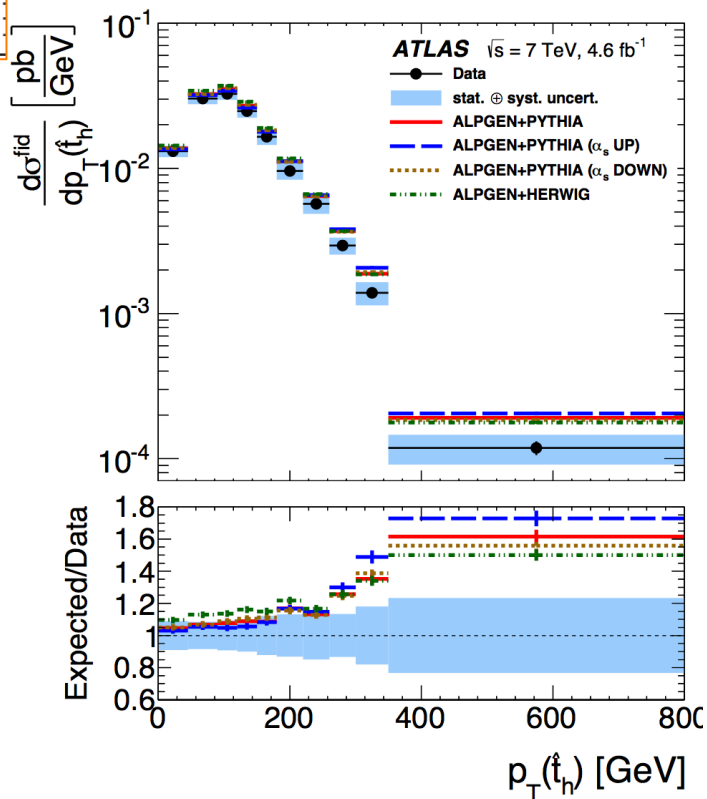 10⁻¹
dσ^fid / dp_T(t̂_h) [pb / GeV]
ATLAS √s = 7 TeV, 4.6 fb⁻¹
Data
stat. ⊕ syst. uncert.
ALPGEN+PYTHIA
ALPGEN+PYTHIA (α_s UP)
ALPGEN+PYTHIA (α_s DOWN)
ALPGEN+HERWIG
10⁻²
10⁻³
10⁻⁴
Expected/Data
1.8
1.6
1.4
1.2
1
0.8
0.6
0 200 400 600 800
p_T(t̂_h) [GeV]